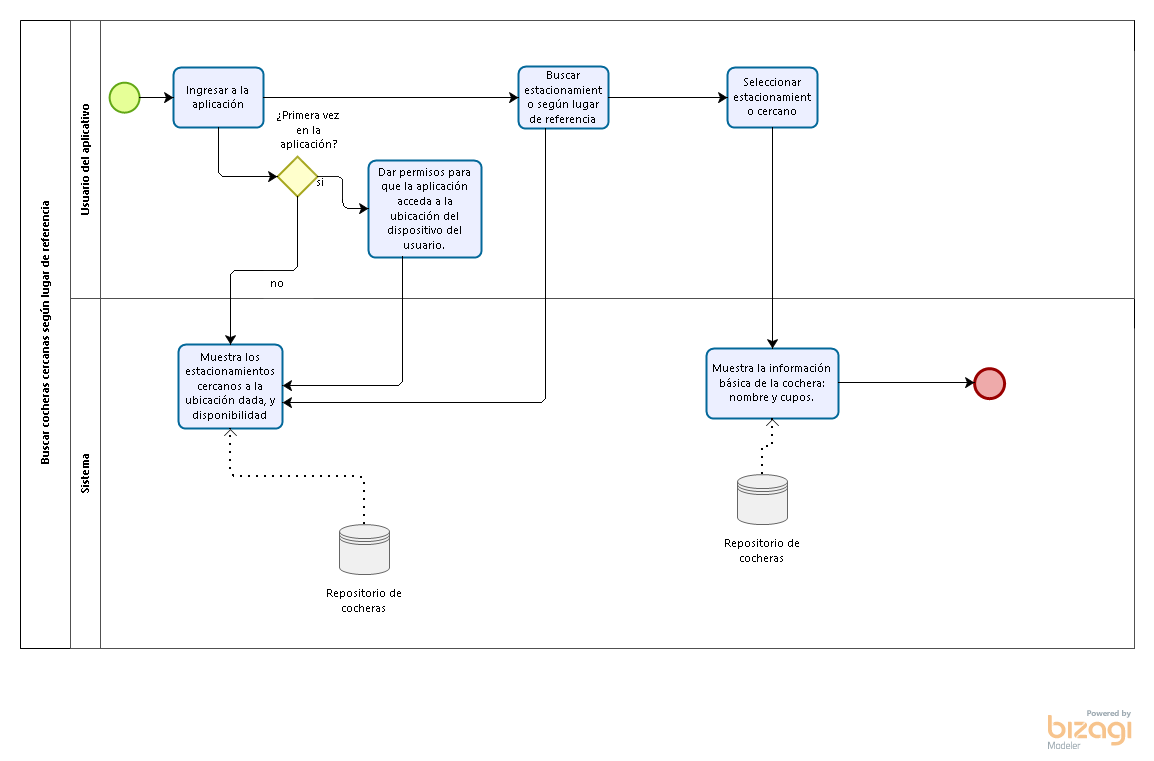 Buscar cocheras cercanas según lugar de referencia
Usuario del aplicativo
Ingresar a la
aplicación
¿Primera vez
en la
aplicación?
si
no
Dar permisos para
que la aplicación
acceda a la
ubicación del
dispositivo del
usuario.
Buscar
estacionamient
o según lugar
de referencia
Seleccionar
estacionamient
o cercano
Sistema
Muestra los
estacionamientos
cercanos a la
ubicación dada, y
disponibilidad
Repositorio de
cocheras
Muestra la información
básica de la cochera:
nombre y cupos.
Repositorio de
cocheras
Powered by
bizagi
Modeler